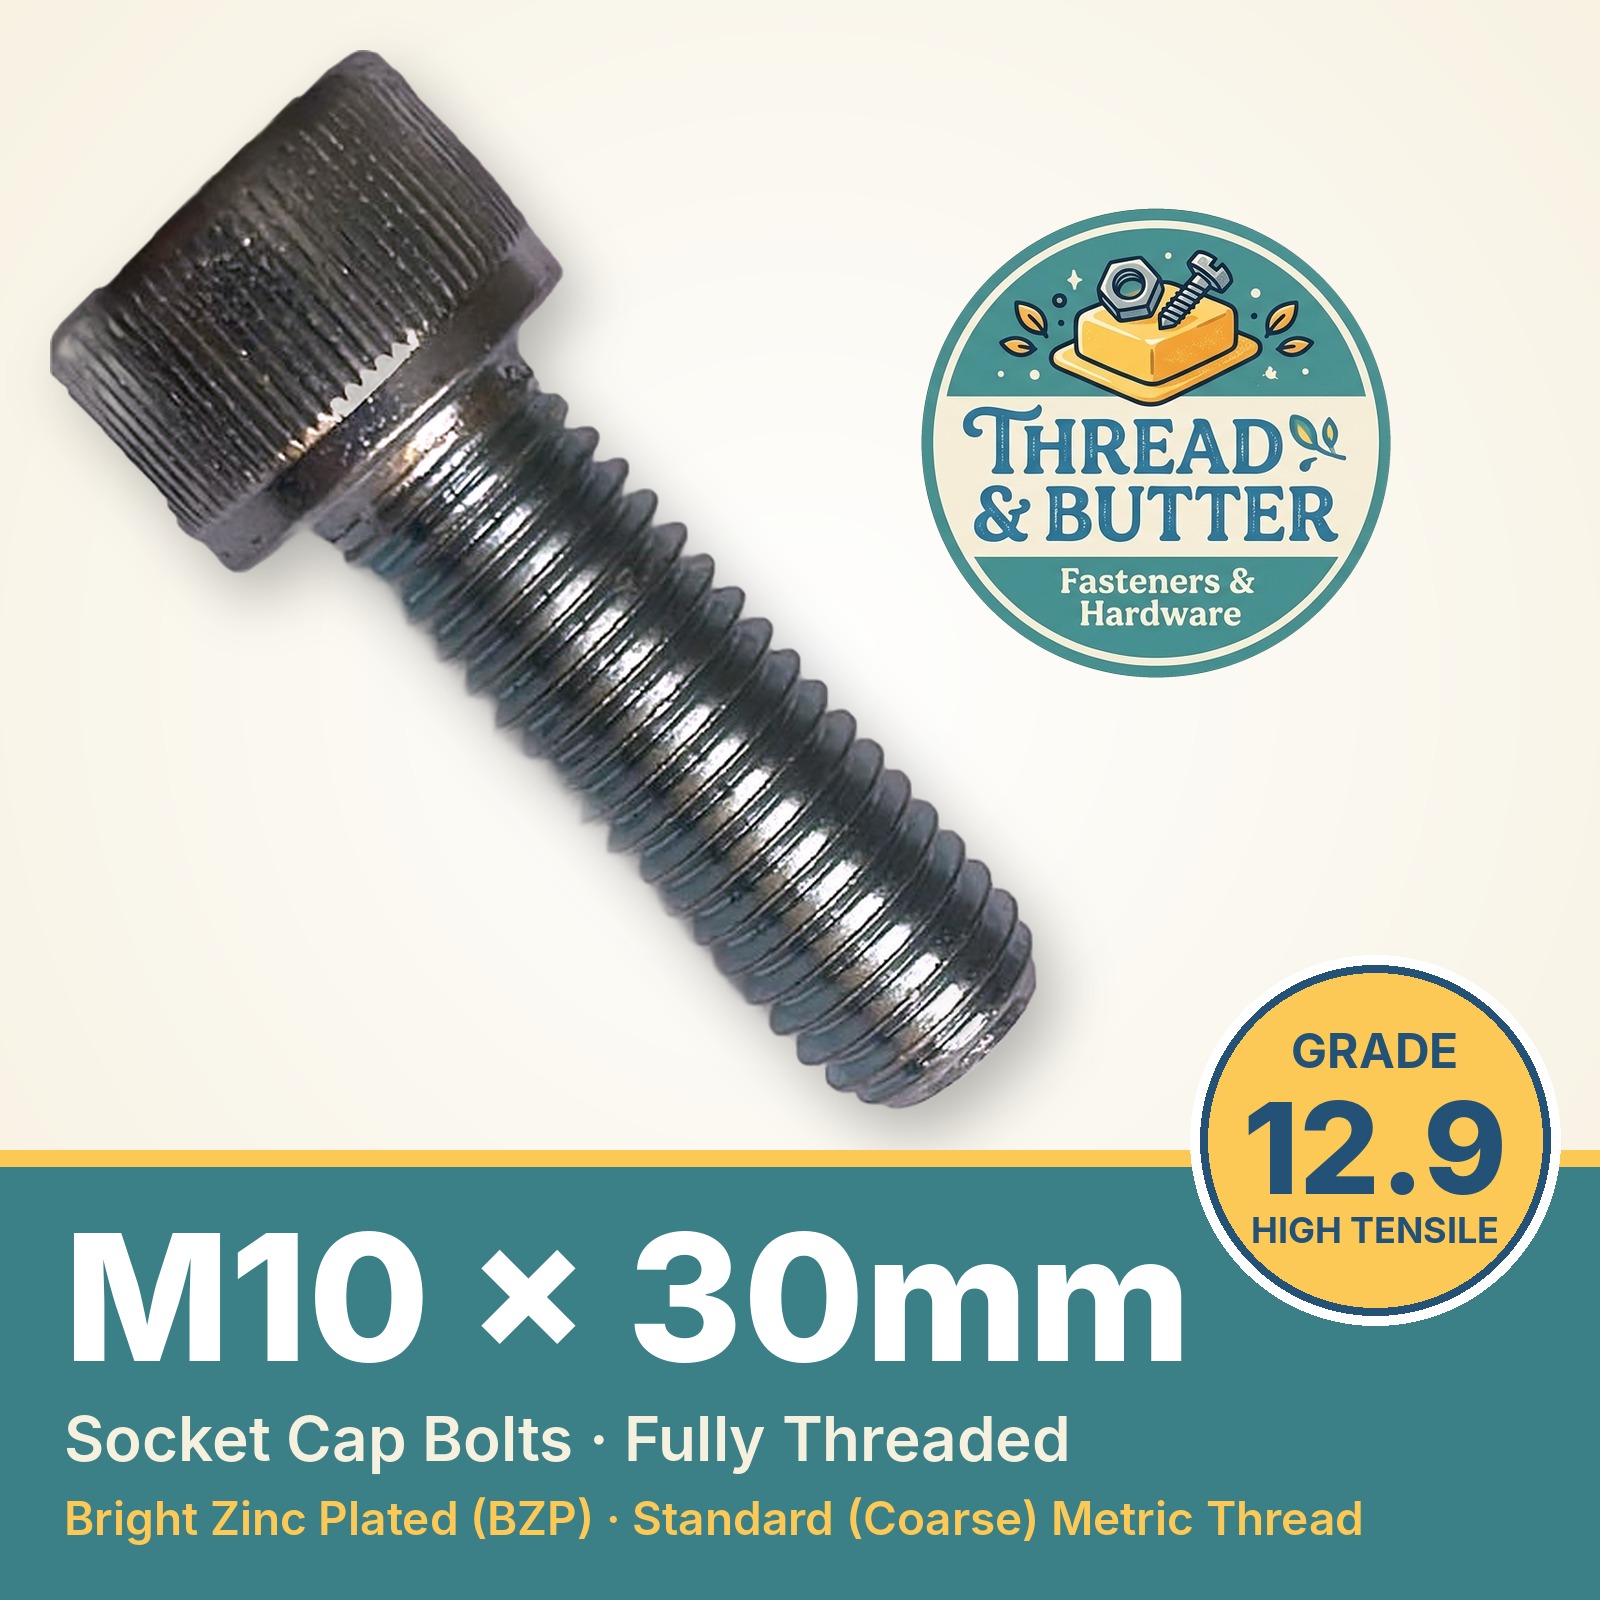 THREAD
& BUTTER
Fasteners &
Hardware
GRADE
12.9
HIGH TENSILE
M10 × 30mm
Socket Cap Bolts · Fully Threaded
Bright Zinc Plated (BZP) · Standard (Coarse) Metric Thread